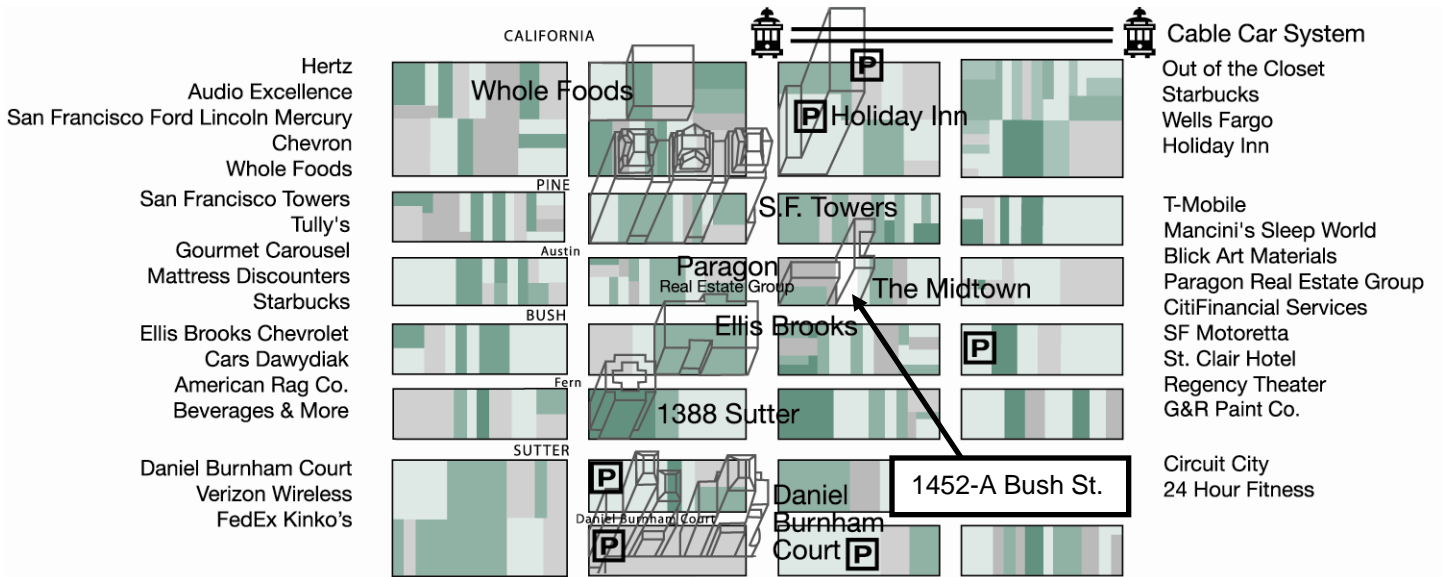 CALIFORNIA
Cable Car System
Hertz
Audio Excellence
San Francisco Ford Lincoln Mercury
Chevron
Whole Foods
Whole Foods
P
P
Holiday Inn
Out of the Closet
Starbucks
Wells Fargo
Holiday Inn
PINE
San Francisco Towers
Tully's
Gourmet Carousel
Mattress Discounters
Starbucks
S.F. Towers
Austin
Paragon
Real Estate Group
The Midtown
T-Mobile
Mancini's Sleep World
Blick Art Materials
Paragon Real Estate Group
CitiFinancial Services
SF Motoretta
St. Clair Hotel
Regency Theater
G&R Paint Co.
BUSH
Ellis Brooks Chevrolet
Cars Dawydiak
American Rag Co.
Beverages & More
Ellis Brooks
P
Fern
1388 Sutter
SUTTER
Daniel Burnham Court
Verizon Wireless
FedEx Kinko's
P
Daniel Burnham Court
P
Daniel
Burnham
Court
P
1452-A Bush St.
Circuit City
24 Hour Fitness